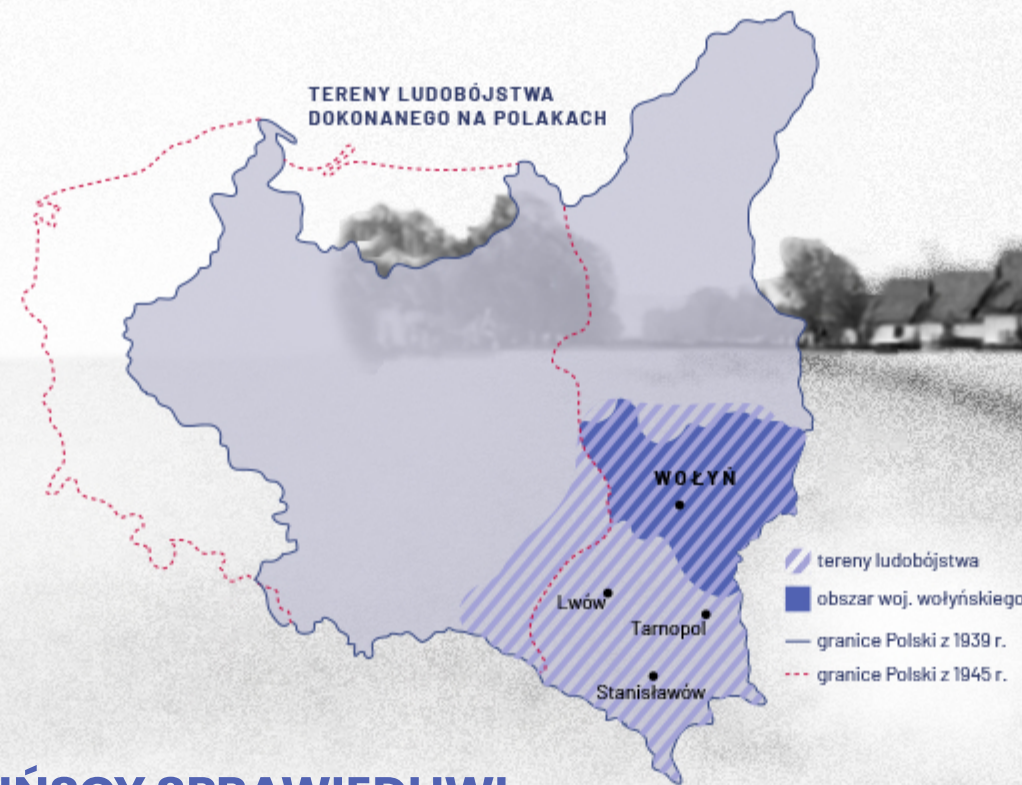 TERENY LUDOBÓJSTWA
DOKONANEGO NA POLAKACH
WOŁYŃ
Lwów
Tarnopol
Stanisławów
tereny ludobójstwa
obszar woj. wołyńskiego
granice Polski z 1939 r.
granice Polski z 1945 r.
SPRAWIEDLIWI